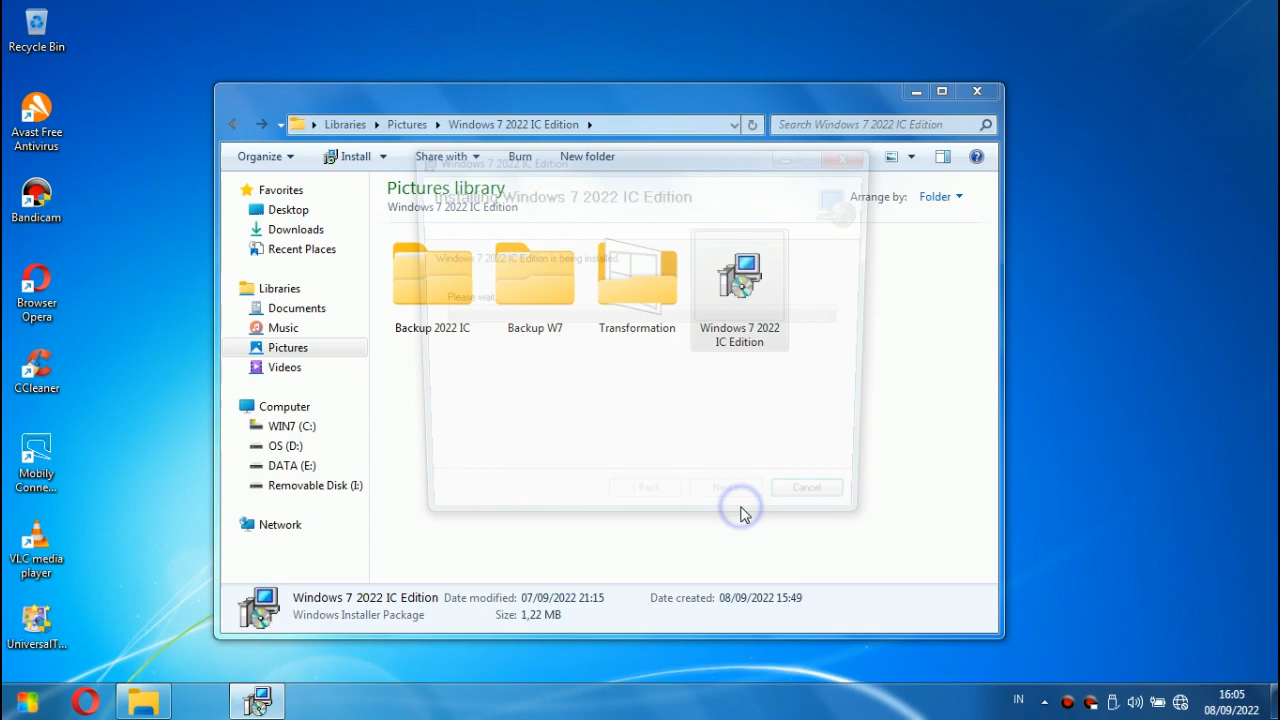 Recycle Bin
Avast Free
Antivirus
Bandicam
Browser
Opera
CCleaner
Mobily
Conne...
VLC media
player
UniversalT...
Libraries
Pictures
Windows 7 2022 IC Edition
Search Windows 7 2022 IC Edition
Organize
Install
Share with
Burn
New folder
Windows 7 2022 IC Edition
Installing Windows 7 2022 IC Edition
Windows 7 2022 IC Edition is being installed.
Please wait
< Back
Cancel
Favorites
Desktop
Downloads
Recent Places
Libraries
Documents
Music
Pictures
Videos
Computer
WIN7 (C:)
OS (D:)
DATA (E:)
Removable Disk (I:)
Network
Pictures library
Windows 7 2022 IC Edition
Arrange by: Folder
Backup 2022 IC
Backup W7
Transformation
Windows 7 2022
IC Edition
Windows 7 2022 IC Edition Date modified: 07/09/2022 21:15 Date created: 08/09/2022 15:49
Windows Installer Package Size: 1,22 MB
IN
16:05
08/09/2022